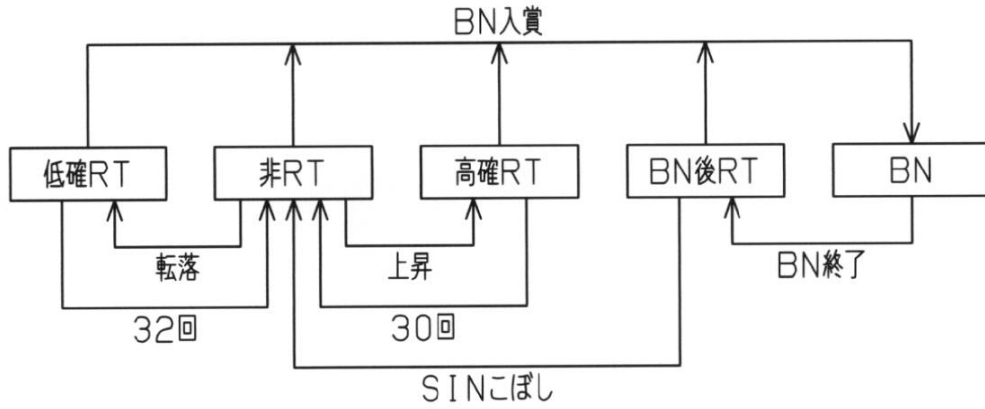 BN入賞
低確RT
非RT
高確RT
BN後RT
BN
転落
上昇
BN終了
32回
30回
SINこぼし